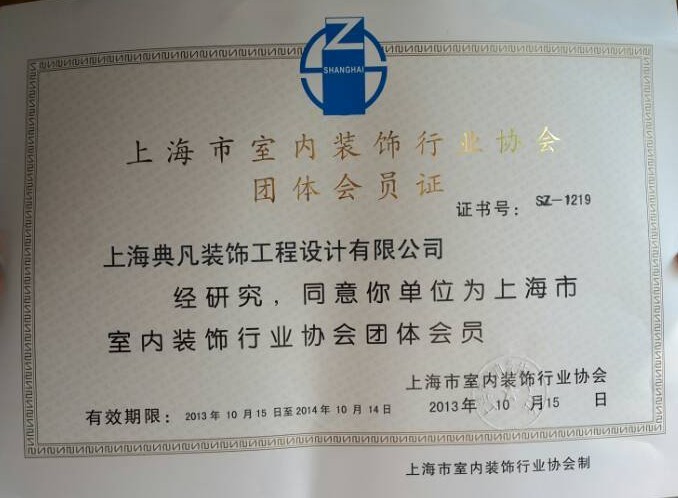 Z
SHANGHAI
上海市室内装饰行业协会
团体会员证
证书号：SZ-1219
上海典凡装饰工程设计有限公司
经研究，同意你单位为上海市
室内装饰行业协会团体会员
上海市室内装饰行业协会
有效期限：2013年10月15日至2014年10月14日
2013年10月15日
上海市室内装饰行业协会制